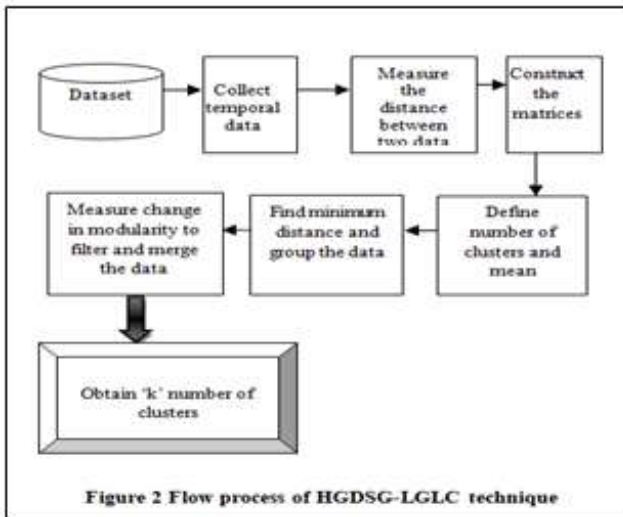 Dataset
Collect
temporal
data
Measure
the
distance
between
two data
Construct
the
matrices
Measure change
in modularity to
filter and merge
the data
Find minimum
distance and
group the data
Define
number of
clusters and
mean
Obtain ‘k’ number of
clusters
Figure 2 Flow process of HGDSG-LGLC technique